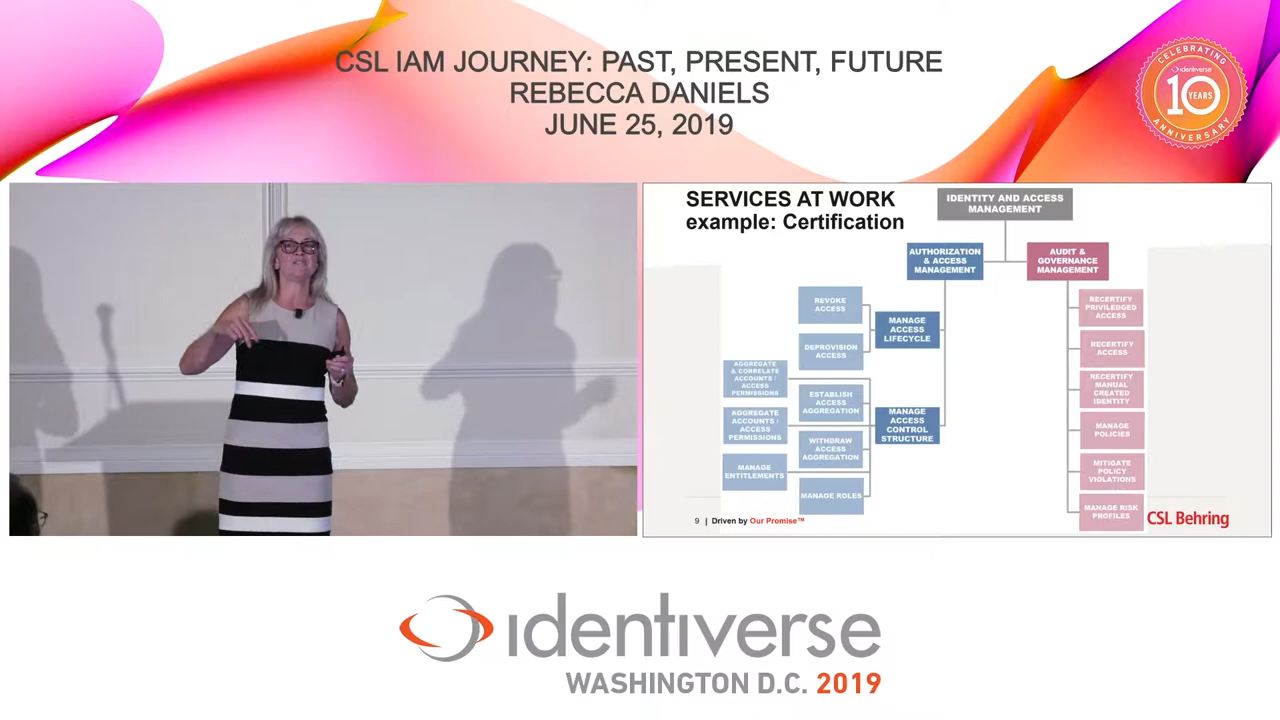 CSL IAM JOURNEY: PAST, PRESENT, FUTURE
REBECCA DANIELS
JUNE 25, 2019
CELEBRATING
identiverse
10
YEARS
ANNIVERSARY
SERVICES AT WORK
example: Certification
IDENTITY AND ACCESS
MANAGEMENT
AUTHORIZATION
& ACCESS
MANAGEMENT
AUDIT &
GOVERNANCE
MANAGEMENT
REVOKE
ACCESS
DEPROVISION
ACCESS
MANAGE
ACCESS
LIFECYCLE
AGGREGATE
& CORRELATE
ACCOUNTS /
ACCESS
PERMISSIONS
ESTABLISH
ACCESS
AGGREGATION
AGGREGATE
ACCOUNTS /
ACCESS
PERMISSIONS
WITHDRAW
ACCESS
AGGREGATION
MANAGE
ENTITLEMENTS
MANAGE ROLES
MANAGE
ACCESS
CONTROL
STRUCTURE
RECERTIFY
PRIVILEDGED
ACCESS
RECERTIFY
ACCESS
RECERTIFY
MANUAL
CREATED
IDENTITY
MANAGE
POLICIES
MITIGATE
POLICY
VIOLATIONS
MANAGE RISK
PROFILES
9 | Driven by Our Promise™
CSL Behring
identiverse
WASHINGTON D.C. 2019